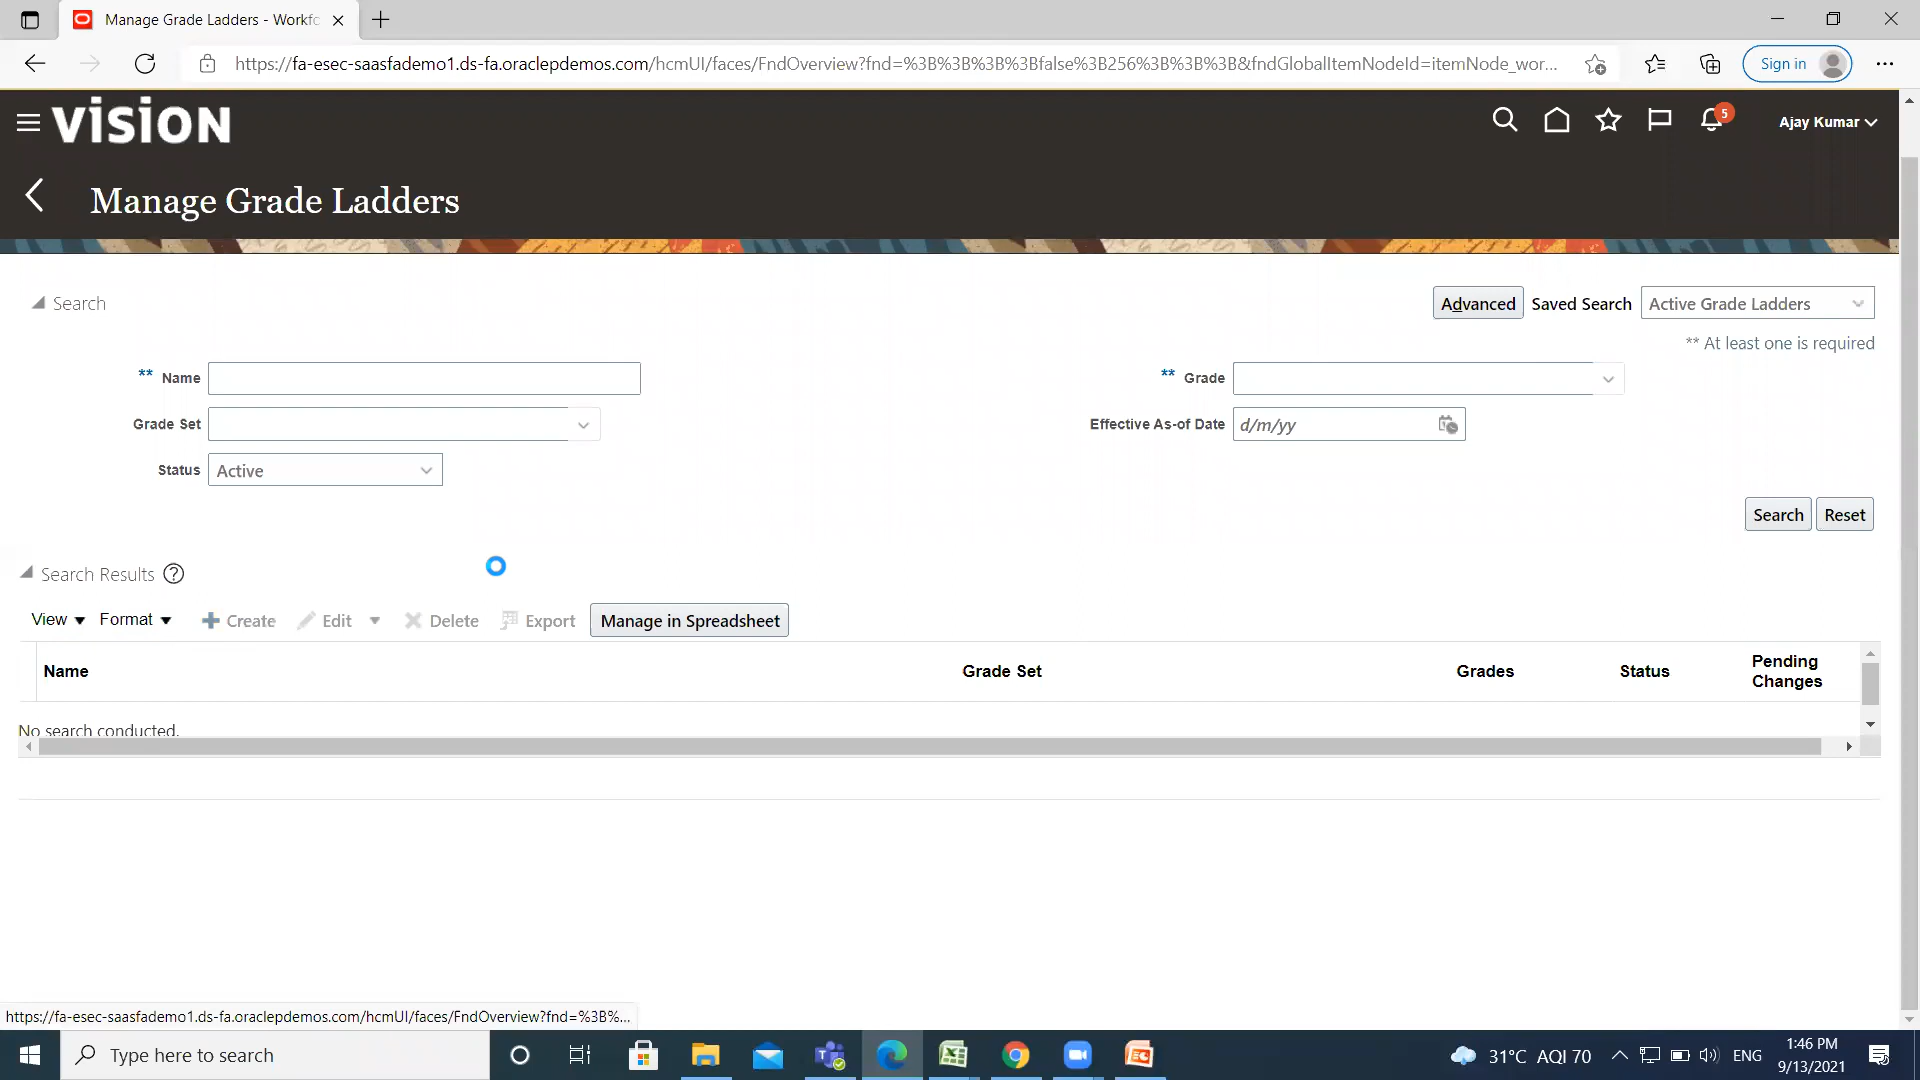 Manage Grade Ladders - Workfo
https://fa-esec-saasfademo1.ds-fa.oraclepdemos.com/hcmUI/faces/FndOverview?fnd=%3B%3B%3B%3Bfalse%3B256%3B%3B%3B&fndGlobalItemNodeId=itemNode_wor...
Sign in
vision
5
Ajay Kumar
Manage Grade Ladders
Search
Advanced Saved Search Active Grade Ladders
** At least one is required
** Name
** Grade
Grade Set
Effective As-of Date d/m/yy
Status Active
Search Reset
Search Results ?
View Format Create Edit Delete Export Manage in Spreadsheet
Name Grade Set Grades Status Pending Changes
No search conducted.
https://fa-esec-saasfademo1.ds-fa.oraclepdemos.com/hcmUI/faces/FndOverview?fnd=%3B%...
Type here to search
31°C AQI 70
ENG
1:46 PM
9/13/2021